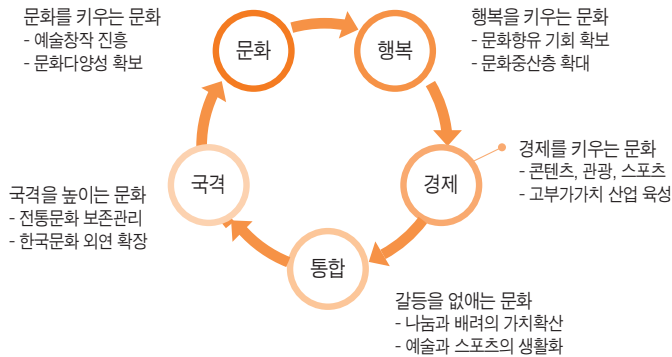 문화를 키우는 문화
- 예술창작 진흥
- 문화다양성 확보
문화
행복
행복을 키우는 문화
- 문화향유 기회 확보
- 문화중산층 확대
경제
경제를 키우는 문화
- 콘텐츠, 관광, 스포츠
- 고부가가치 산업 육성
통합
갈등을 없애는 문화
- 나눔과 배려의 가치확산
- 예술과 스포츠의 생활화
국격
국격을 높이는 문화
- 전통문화 보존관리
- 한국문화 외연 확장